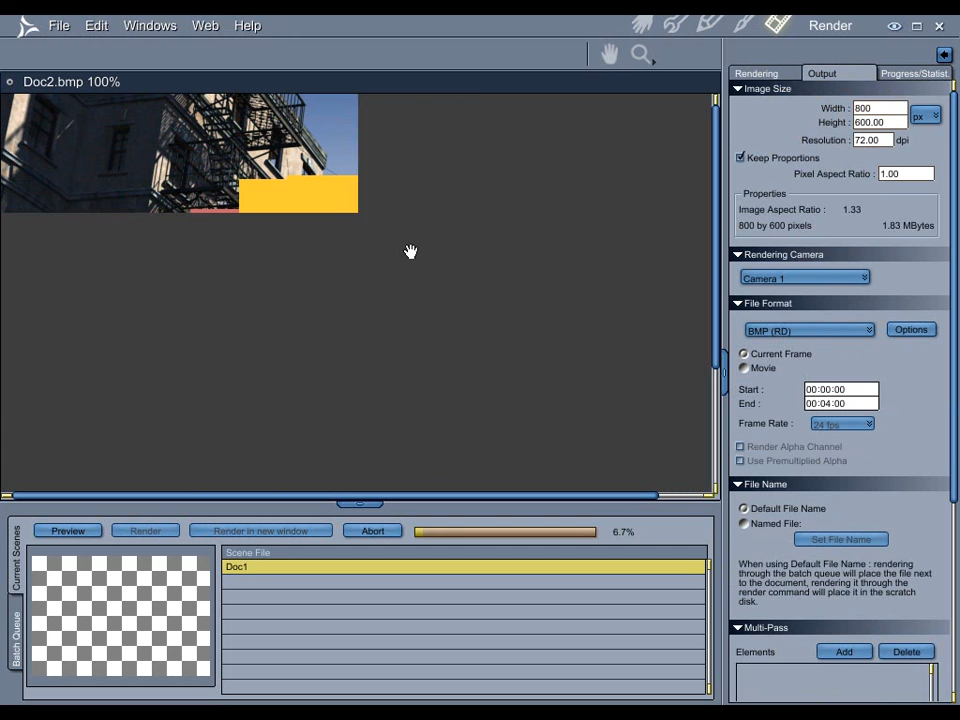 File Edit Windows Web Help Render
Doc2.bmp 100%
Rendering Output Progress/Statist.
Image Size
Width : 800
px
Height : 600.00
Resolution : 72.00 dpi
Keep Proportions
Pixel Aspect Ratio : 1.00
Properties
Image Aspect Ratio : 1.33
800 by 600 pixels 1.83 MBytes
Rendering Camera
Camera 1
File Format
BMP (RD) Options
Current Frame
Movie
Start : 00:00:00
End : 00:04:00
Frame Rate : 24 fps
Render Alpha Channel
Use Premultiplied Alpha
File Name
Default File Name
Named File:
Set File Name
When using Default File Name : rendering
through the batch queue will place the file next
to the document, rendering it through the
render command will place it in the scratch
disk.
Multi-Pass
Elements Add Delete
Current Scenes
Batch Queue
Preview Render Render in new window Abort 6.7%
Scene File
Doc1